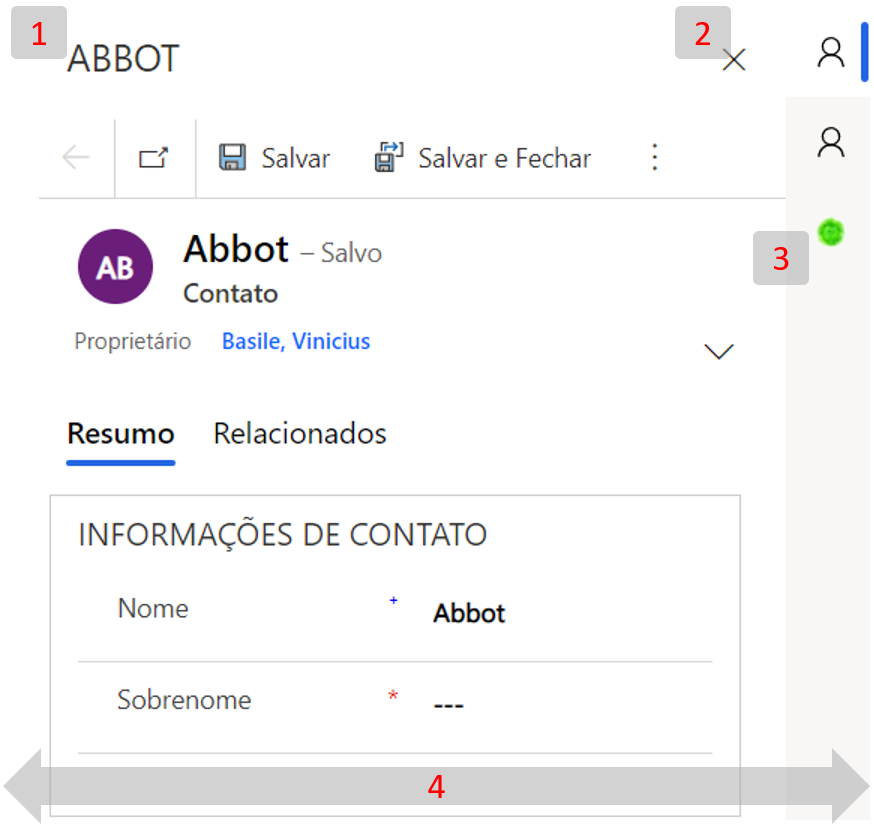 1
2
ABBOT
Salvar
Salvar e Fechar
AB
Abbot – Salvo
Contato
3
Proprietário Basile, Vinicius
Resumo Relacionados
INFORMAÇÕES DE CONTATO
Nome + Abbot
Sobrenome * ---
4